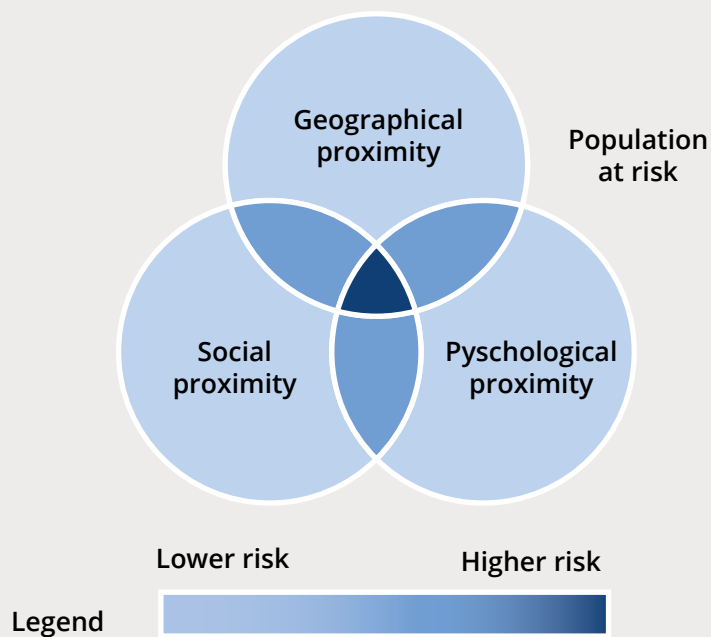 Geographical
proximity
Population
at risk
Social
proximity
Pyschological
proximity
Lower risk
Higher risk
Legend